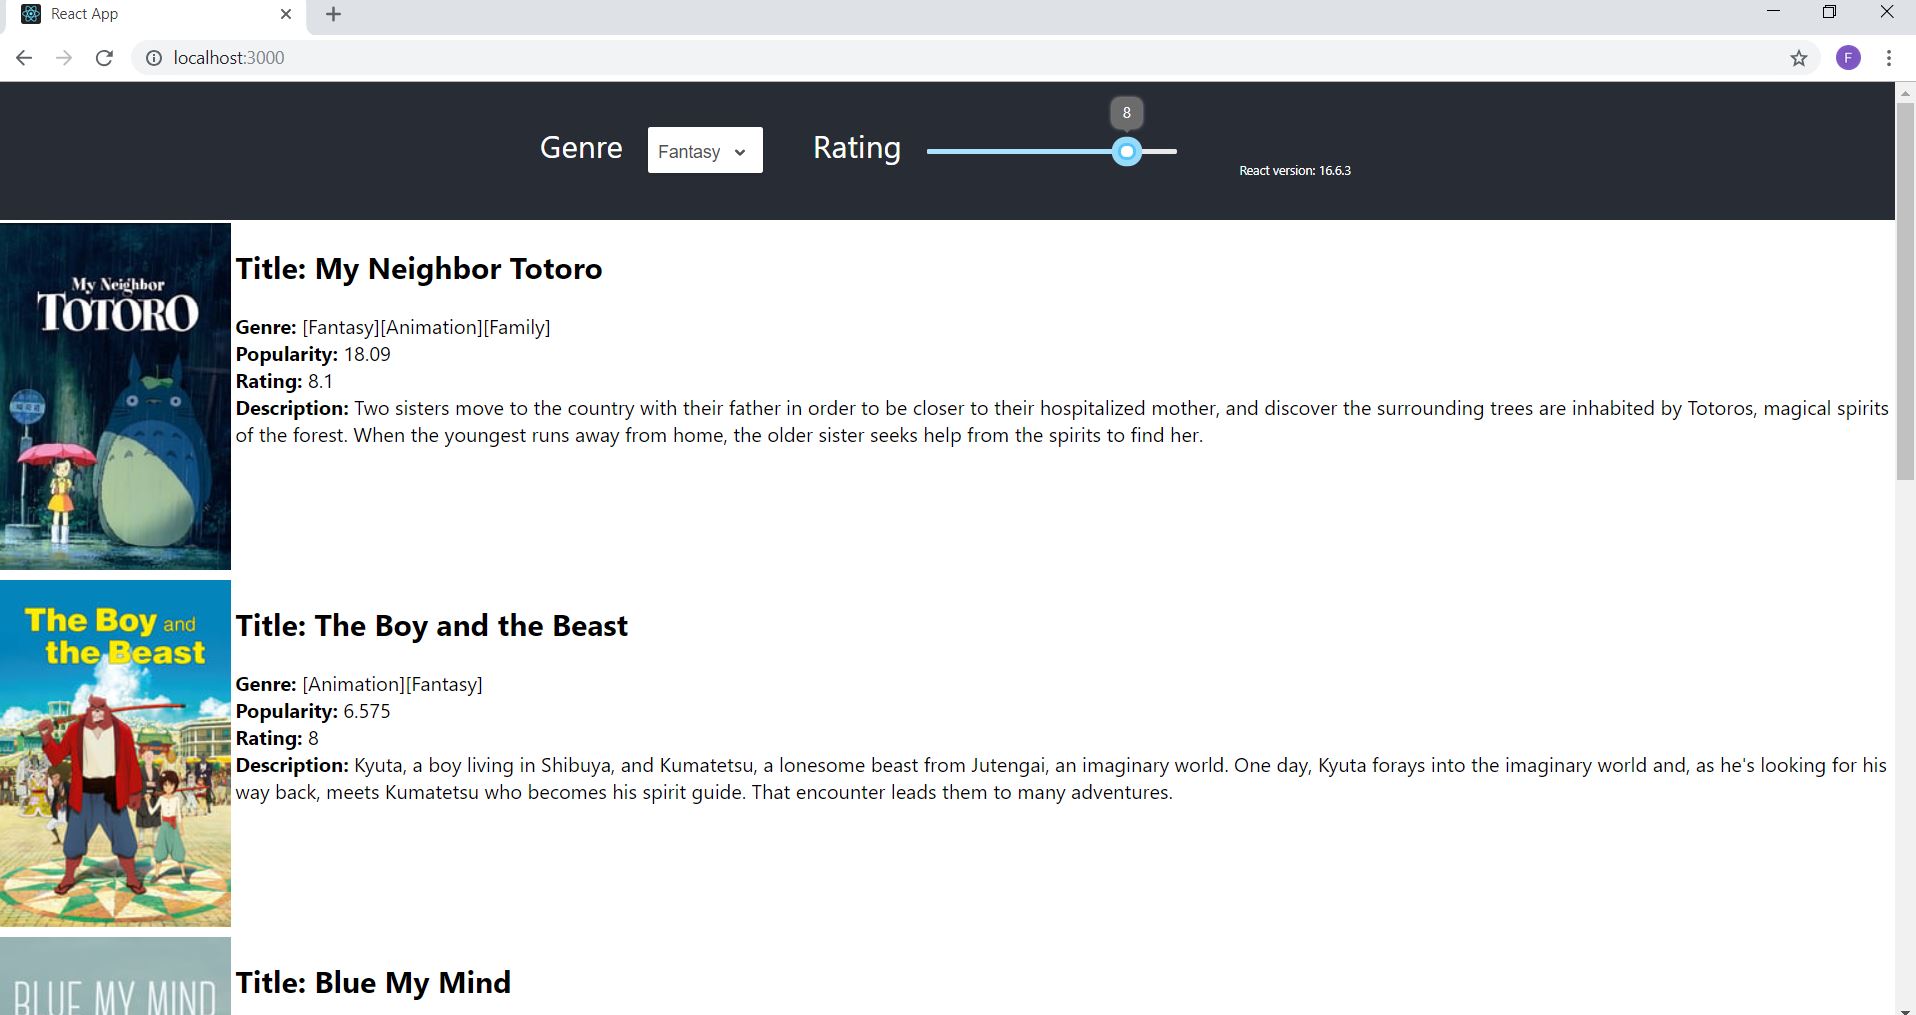 React App
localhost:3000
F
8
Genre Fantasy Rating
React version: 16.6.3
My Neighbor
TOTORO
Title: My Neighbor Totoro
Genre: [Fantasy][Animation][Family]
Popularity: 18.09
Rating: 8.1
Description: Two sisters move to the country with their father in order to be closer to their hospitalized mother, and discover the surrounding trees are inhabited by Totoros, magical spirits
of the forest. When the youngest runs away from home, the older sister seeks help from the spirits to find her.
The Boy and
the Beast
Title: The Boy and the Beast
Genre: [Animation][Fantasy]
Popularity: 6.575
Rating: 8
Description: Kyuta, a boy living in Shibuya, and Kumatetsu, a lonesome beast from Jutengai, an imaginary world. One day, Kyuta forays into the imaginary world and, as he's looking for his
way back, meets Kumatetsu who becomes his spirit guide. That encounter leads them to many adventures.
BLUE MY MIND
Title: Blue My Mind